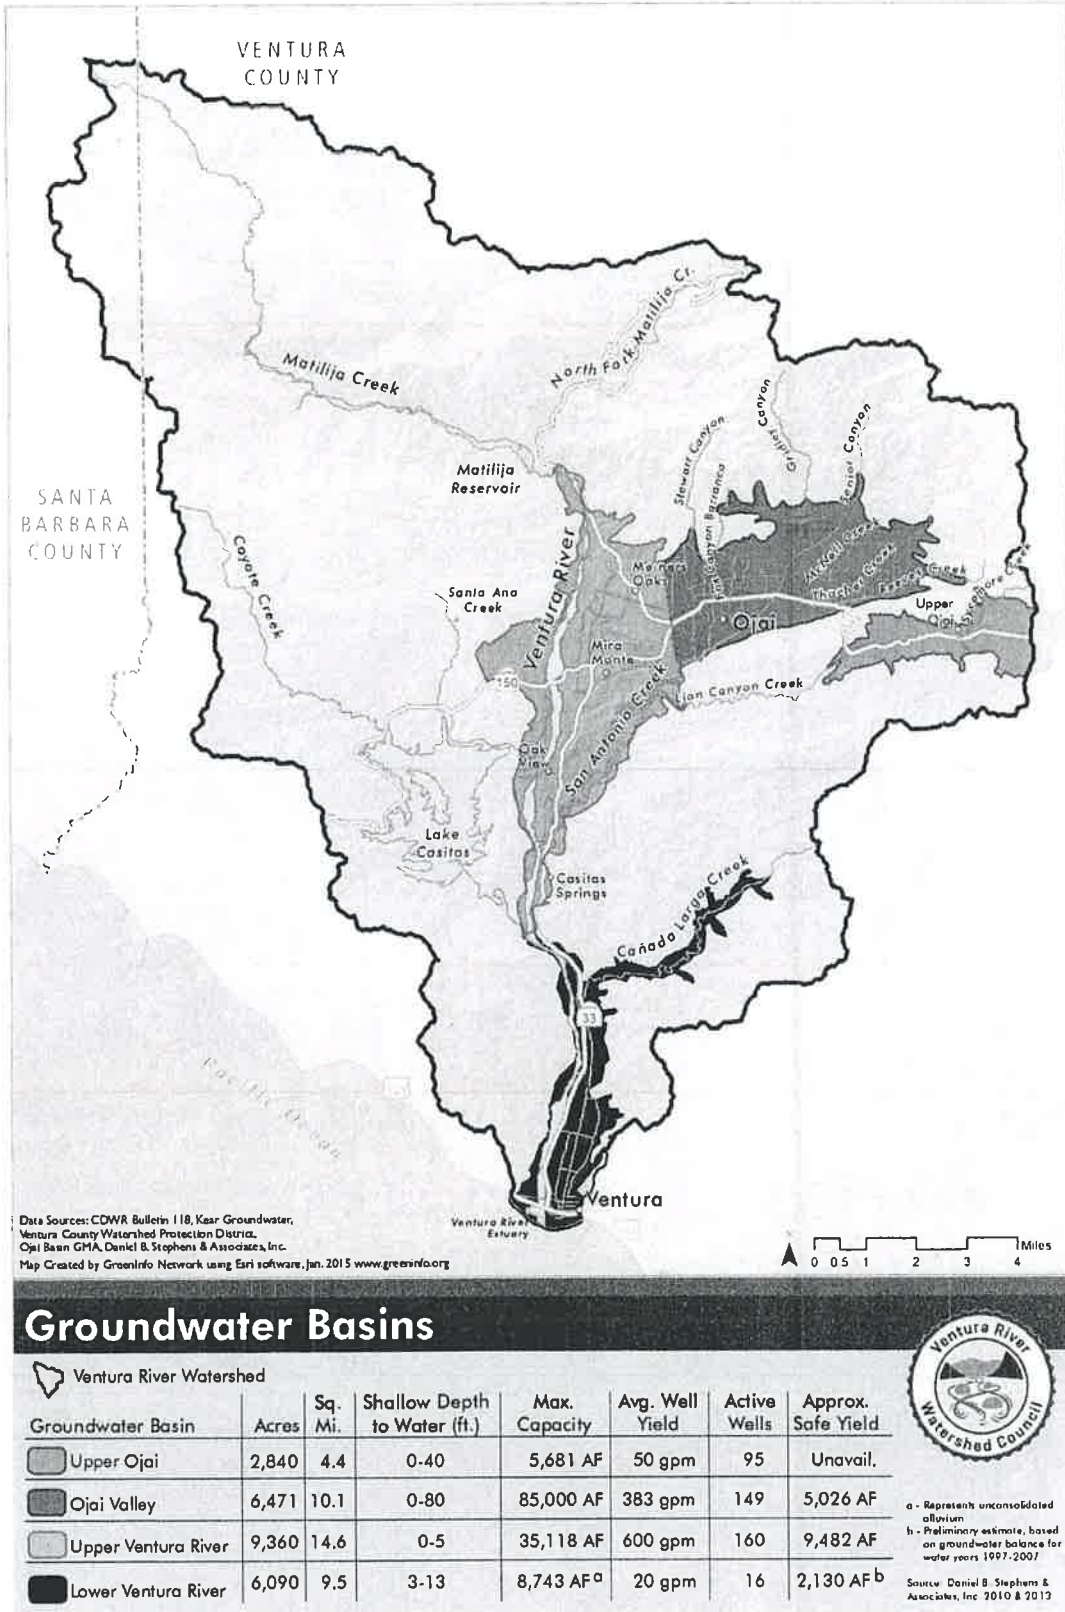 VENTURA
COUNTY
North Fork Matilija Cr.
Matilija Creek
Gridley Canyon
Senior Canyon
Stewart Canyon
Matilija
Reservoir
SANTA
BARBARA
COUNTY
Coyote Creek
Canyon Barranca
McNell Creek
Thacher Creek
Reeves Creek
Creek
Meiners
Oaks
Ventura River
Santa Ana
Creek
Upper
Ojai
Ojai
Mira
Monte
150
Lion Canyon Creek
San Antonio Creek
Oak
View
Lake
Casitas
Casitas
Springs
Cañada Larga Creek
33
Pacific Ocean
Ventura
Ventura River
Estuary
Data Sources: CDWR Bulletin 118, Kear Groundwater,
Ventura County Watershed Protection District,
Ojai Basin GMA, Daniel B. Stephens & Associates, Inc.
Map Created by GreenInfo Network using Esri software, Jan. 2015 www.greeninfo.org
Miles
0 0.5 1 2 3 4
Groundwater Basins
Ventura River Watershed
Groundwater Basin Acres Sq. Mi. Shallow Depth to Water (ft.) Max. Capacity Avg. Well Yield Active Wells Approx. Safe Yield
Upper Ojai 2,840 4.4 0-40 5,681 AF 50 gpm 95 Unavail.
Ojai Valley 6,471 10.1 0-80 85,000 AF 383 gpm 149 5,026 AF
Upper Ventura River 9,360 14.6 0-5 35,118 AF 600 gpm 160 9,482 AF
Lower Ventura River 6,090 9.5 3-13 8,743 AF a 20 gpm 16 2,130 AF b
Ventura River
Watershed Council
a - Represents unconsolidated
alluvium
b - Preliminary estimate, based
on groundwater balance for
water years 1997-2007
Source: Daniel B. Stephens &
Associates, Inc. 2010 & 2013